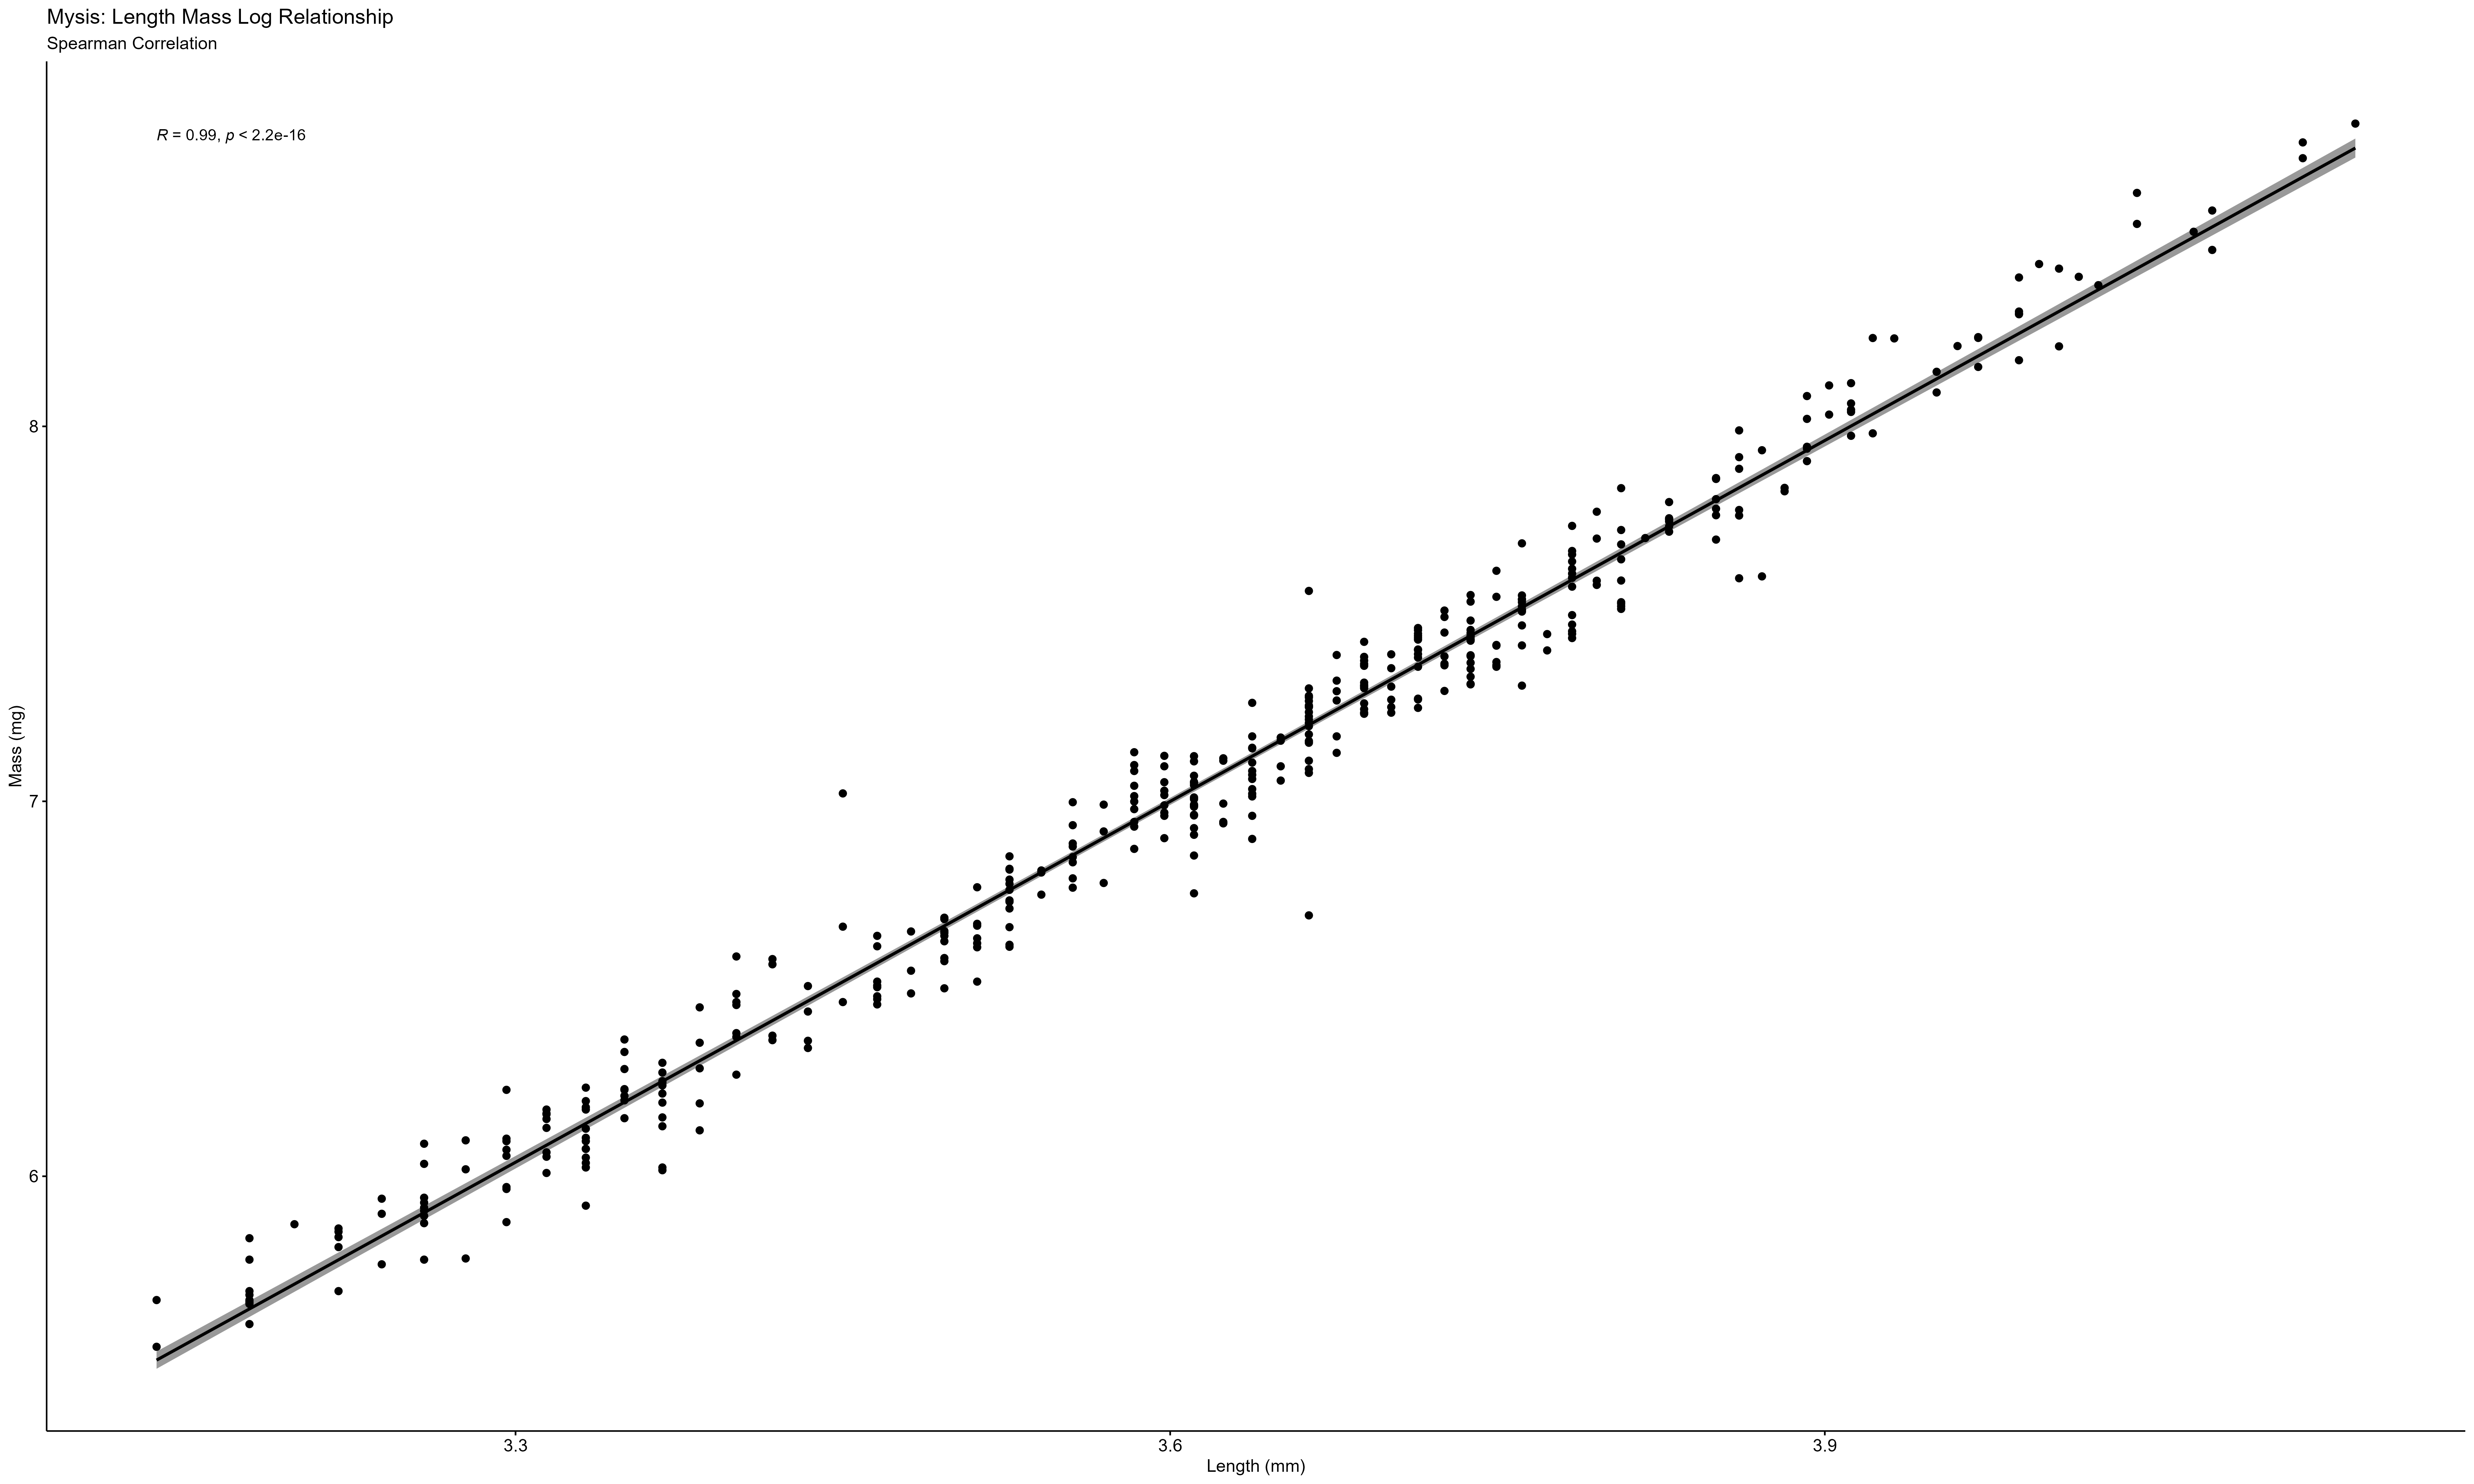 Mysis: Length Mass Log Relationship
Spearman Correlation
R = 0.99, p < 2.2e-16
8
7
6
Mass (mg)
3.3 3.6 3.9
Length (mm)